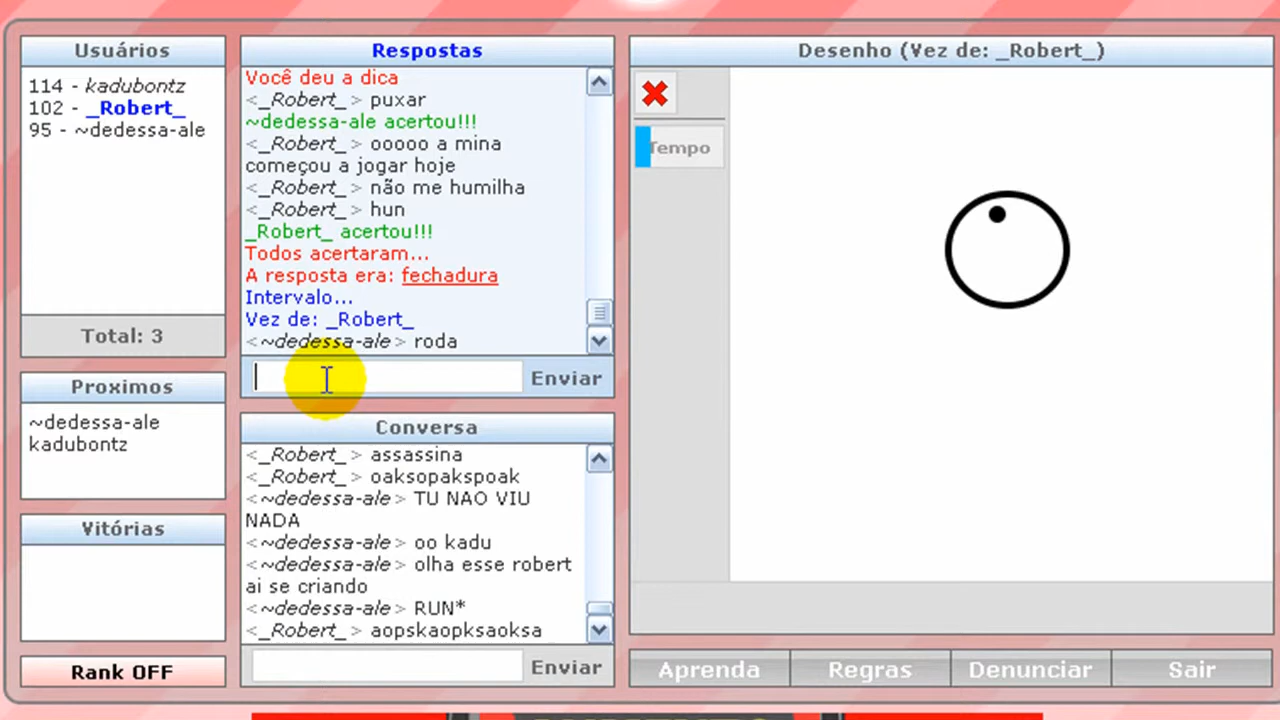 Usuários
114 - kadubontz
102 - _Robert_
95 - ~dedessa-ale
Total: 3
Proximos
~dedessa-ale
kadubontz
Vitórias
Rank OFF
Respostas
Você deu a dica
<_Robert_> puxar
~dedessa-ale acertou!!!
<_Robert_> ooooo a mina
começou a jogar hoje
<_Robert_> não me humilha
<_Robert_> hun
_Robert_ acertou!!!
Todos acertaram...
A resposta era: fechadura
Intervalo...
Vez de: _Robert_
<~dedessa-ale> roda
Enviar
Conversa
<_Robert_> assassina
<_Robert_> oaksopakspoak
<~dedessa-ale> TU NAO VIU
NADA
<~dedessa-ale> oo kadu
<~dedessa-ale> olha esse robert
ai se criando
<~dedessa-ale> RUN*
<_Robert_> aopskaopksaoksa
Enviar
Desenho (Vez de: _Robert_)
Tempo
Aprenda
Regras
Denunciar
Sair